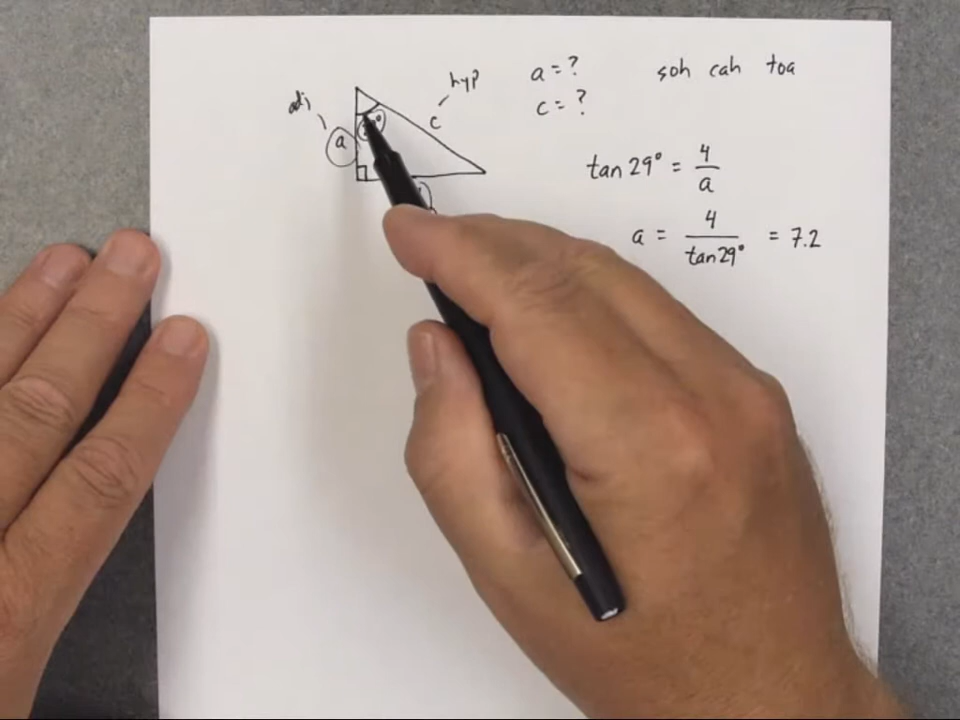 hyp
a = ?
soh cah toa
adj
c
c = ?
a
tan 29° = 4/a
a = 4/tan 29° = 7.2